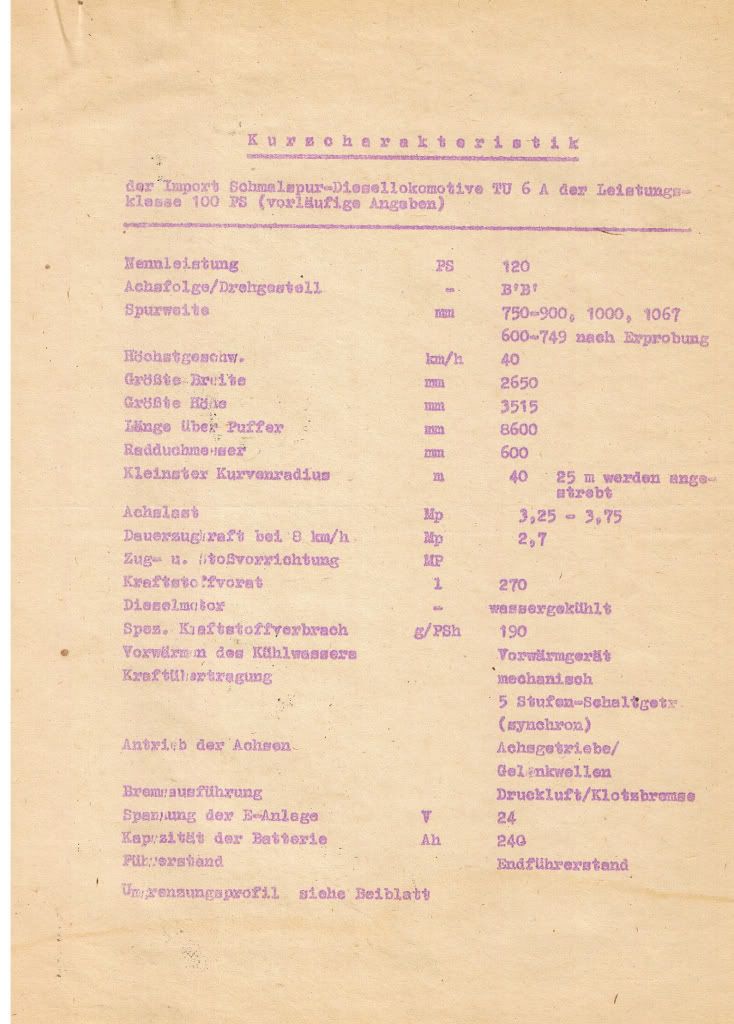 Kurzcharakteristik
der Import Schmalspur-Diesellokomotive TU 6 A der Leistungs-
klasse 100 PS (vorläufige Angaben)
Nennleistung PS 120
Achsfolge/Drehgestell - B'B'
Spurweite mm 750-900, 1000, 1067
600-749 nach Erprobung
Höchstgeschw. km/h 40
Größte Breite mm 2650
Größte Höhe mm 3515
Länge über Puffer mm 8600
Radduchmesser mm 600
Kleinster Kurvenradius m 40 25 m werden ange-
strebt
Achslast Mp 3,25 - 3,75
Dauerzugkraft bei 8 km/h Mp 2,7
Zug- u. Stoßvorrichtung MP
Kraftstoffvorat l 270
Dieselmotor - wassergekühlt
Spez. Kraftstoffverbrach g/PSh 190
Vorwärmen des Kühlwassers Vorwärmgerät
Kraftübertragung mechanisch
5 Stufen-Schaltgetr.
(synchron)
Antrieb der Achsen Achsgetriebe/
Gelenkwellen
Bremsausführung Druckluft/Klotzbremse
Spannung der E-Anlage V 24
Kapazität der Batterie Ah 240
Führerstand Endführerstand
Umgrenzungsprofil siehe Beiblatt